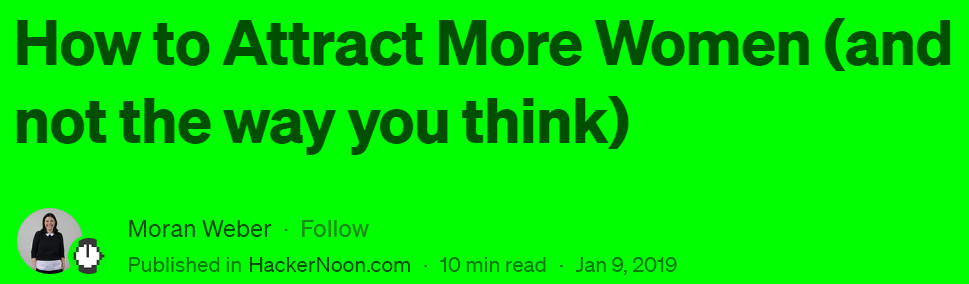 How to Attract More Women (and
not the way you think)
Moran Weber · Follow
Published in HackerNoon.com · 10 min read · Jan 9, 2019